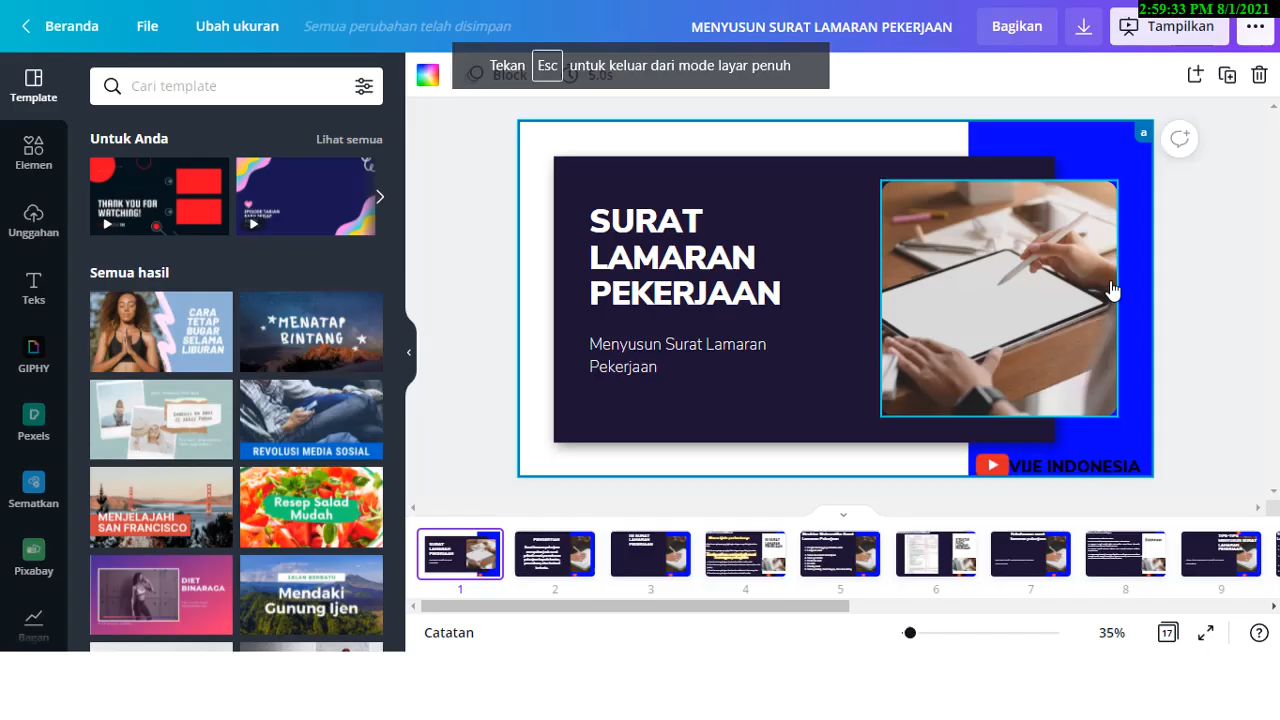 2:59:33 PM 8/1/2021
Beranda
File
Ubah ukuran
Semua perubahan telah disimpan
MENYUSUN SURAT LAMARAN PEKERJAAN
Bagikan
Tampilkan
Tekan Esc untuk keluar dari mode layar penuh
Block
5.0s
Template
Elemen
Unggahan
Teks
GIPHY
Pexels
Sematkan
Pixabay
Bagan
Cari template
Untuk Anda
Lihat semua
THANK YOU FOR
WATCHING!
Semua hasil
CARA
TETAP
BUGAR
SELAMA
LIBURAN
MENATAP
BINTANG
REVOLUSI MEDIA SOSIAL
MENJELAJAHI
SAN FRANCISCO
Resep Salad
Mudah
DIET
BINARAGA
JALAN BERBATU
Mendaki
Gunung Ijen
a
SURAT
LAMARAN
PEKERJAAN
Menyusun Surat Lamaran
Pekerjaan
VIJE INDONESIA
SURAT
LAMARAN
PEKERJAAN
1
2
3
4
5
6
7
8
9
Catatan
35%
17
?